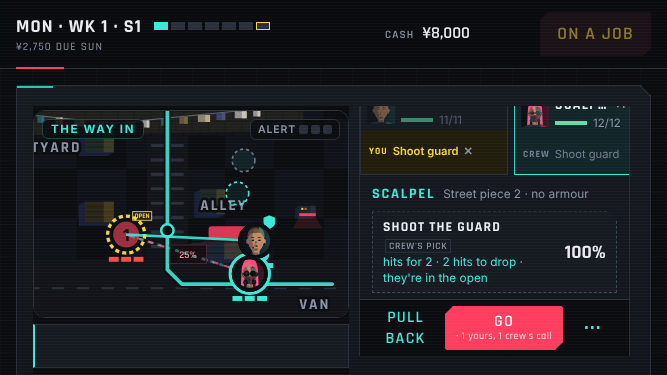 MON · WK 1 · S1
¥2,750 DUE SUN
CASH ¥8,000
ON A JOB
THE WAY IN
ALERT
TYARD
OPEN
ALLEY
25%
VAN
11/11
12/12
YOU Shoot guard ×
CREW Shoot guard
SCALPEL Street piece 2 · no armour
SHOOT THE GUARD
CREW'S PICK
hits for 2 · 2 hits to drop ·
they're in the open
100%
PULL
BACK
GO
· 1 yours, 1 crew's call
...